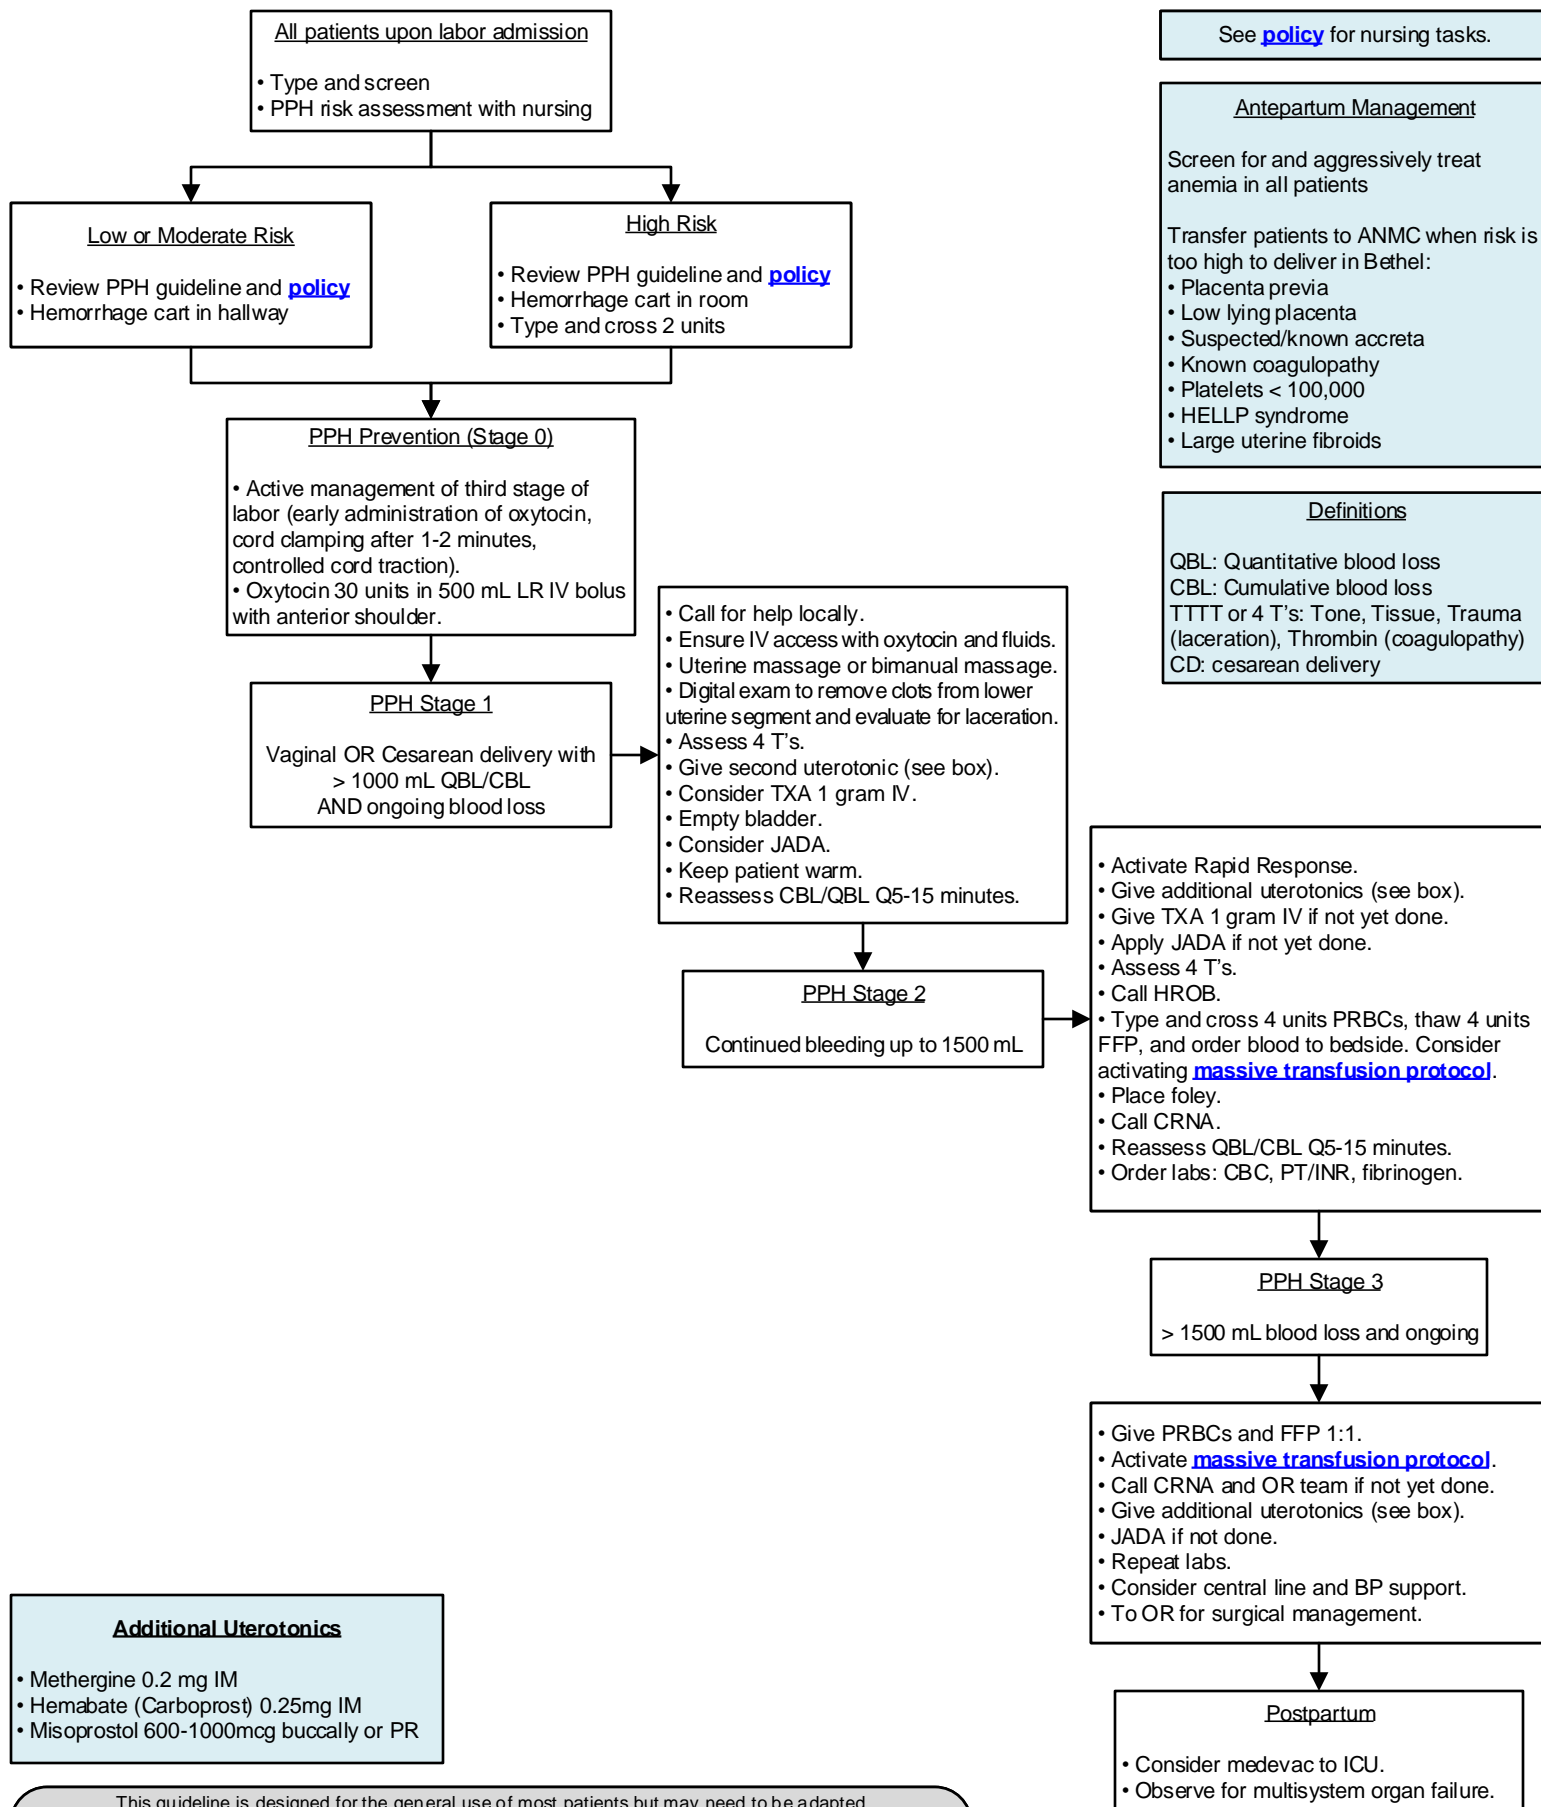 All patients upon labor admission
• Type and screen
• PPH risk assessment with nursing
Low or Moderate Risk
• Review PPH guideline and policy
• Hemorrhage cart in hallway
High Risk
• Review PPH guideline and policy
• Hemorrhage cart in room
• Type and cross 2 units
PPH Prevention (Stage 0)
• Active management of third stage of
labor (early administration of oxytocin,
cord clamping after 1-2 minutes,
controlled cord traction).
• Oxytocin 30 units in 500 mL LR IV bolus
with anterior shoulder.
PPH Stage 1
Vaginal OR Cesarean delivery with
> 1000 mL QBL/CBL
AND ongoing blood loss
• Call for help locally.
• Ensure IV access with oxytocin and fluids.
• Uterine massage or bimanual massage.
• Digital exam to remove clots from lower
uterine segment and evaluate for laceration.
• Assess 4 T's.
• Give second uterotonic (see box).
• Consider TXA 1 gram IV.
• Empty bladder.
• Consider JADA.
• Keep patient warm.
• Reassess CBL/QBL Q5-15 minutes.
PPH Stage 2
Continued bleeding up to 1500 mL
• Activate Rapid Response.
• Give additional uterotonics (see box).
• Give TXA 1 gram IV if not yet done.
• Apply JADA if not yet done.
• Assess 4 T's.
• Call HROB.
• Type and cross 4 units PRBCs, thaw 4 units
FFP, and order blood to bedside. Consider
activating massive transfusion protocol.
• Place foley.
• Call CRNA.
• Reassess QBL/CBL Q5-15 minutes.
• Order labs: CBC, PT/INR, fibrinogen.
PPH Stage 3
> 1500 mL blood loss and ongoing
• Give PRBCs and FFP 1:1.
• Activate massive transfusion protocol.
• Call CRNA and OR team if not yet done.
• Give additional uterotonics (see box).
• JADA if not done.
• Repeat labs.
• Consider central line and BP support.
• To OR for surgical management.
Postpartum
• Consider medevac to ICU.
• Observe for multisystem organ failure.
See policy for nursing tasks.
Antepartum Management
Screen for and aggressively treat
anemia in all patients
Transfer patients to ANMC when risk is
too high to deliver in Bethel:
• Placenta previa
• Low lying placenta
• Suspected/known accreta
• Known coagulopathy
• Platelets < 100,000
• HELLP syndrome
• Large uterine fibroids
Definitions
QBL: Quantitative blood loss
CBL: Cumulative blood loss
TTTT or 4 T's: Tone, Tissue, Trauma
(laceration), Thrombin (coagulopathy)
CD: cesarean delivery
Additional Uterotonics
• Methergine 0.2 mg IM
• Hemabate (Carboprost) 0.25mg IM
• Misoprostol 600-1000mcg buccally or PR
This guideline is designed for the general use of most patients but may need to be adapted